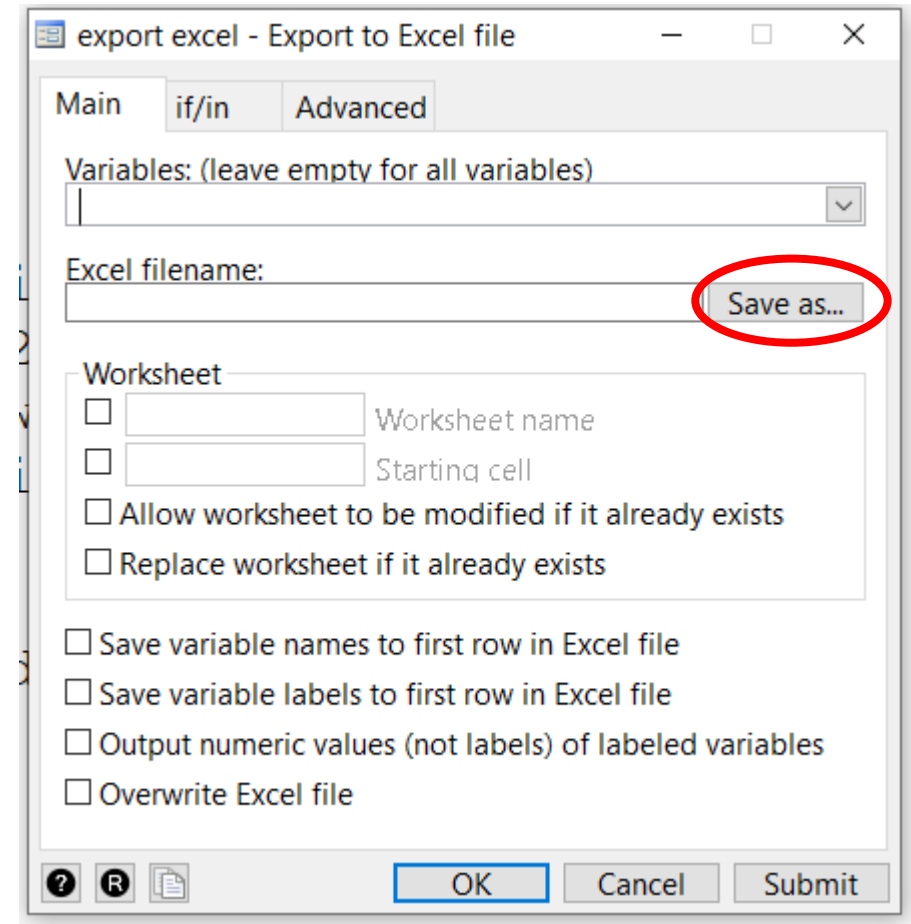 export excel - Export to Excel file
Main if/in Advanced
Variables: (leave empty for all variables)
Excel filename:
Save as...
Worksheet
Worksheet name
Starting cell
Allow worksheet to be modified if it already exists
Replace worksheet if it already exists
Save variable names to first row in Excel file
Save variable labels to first row in Excel file
Output numeric values (not labels) of labeled variables
Overwrite Excel file
? R OK Cancel Submit